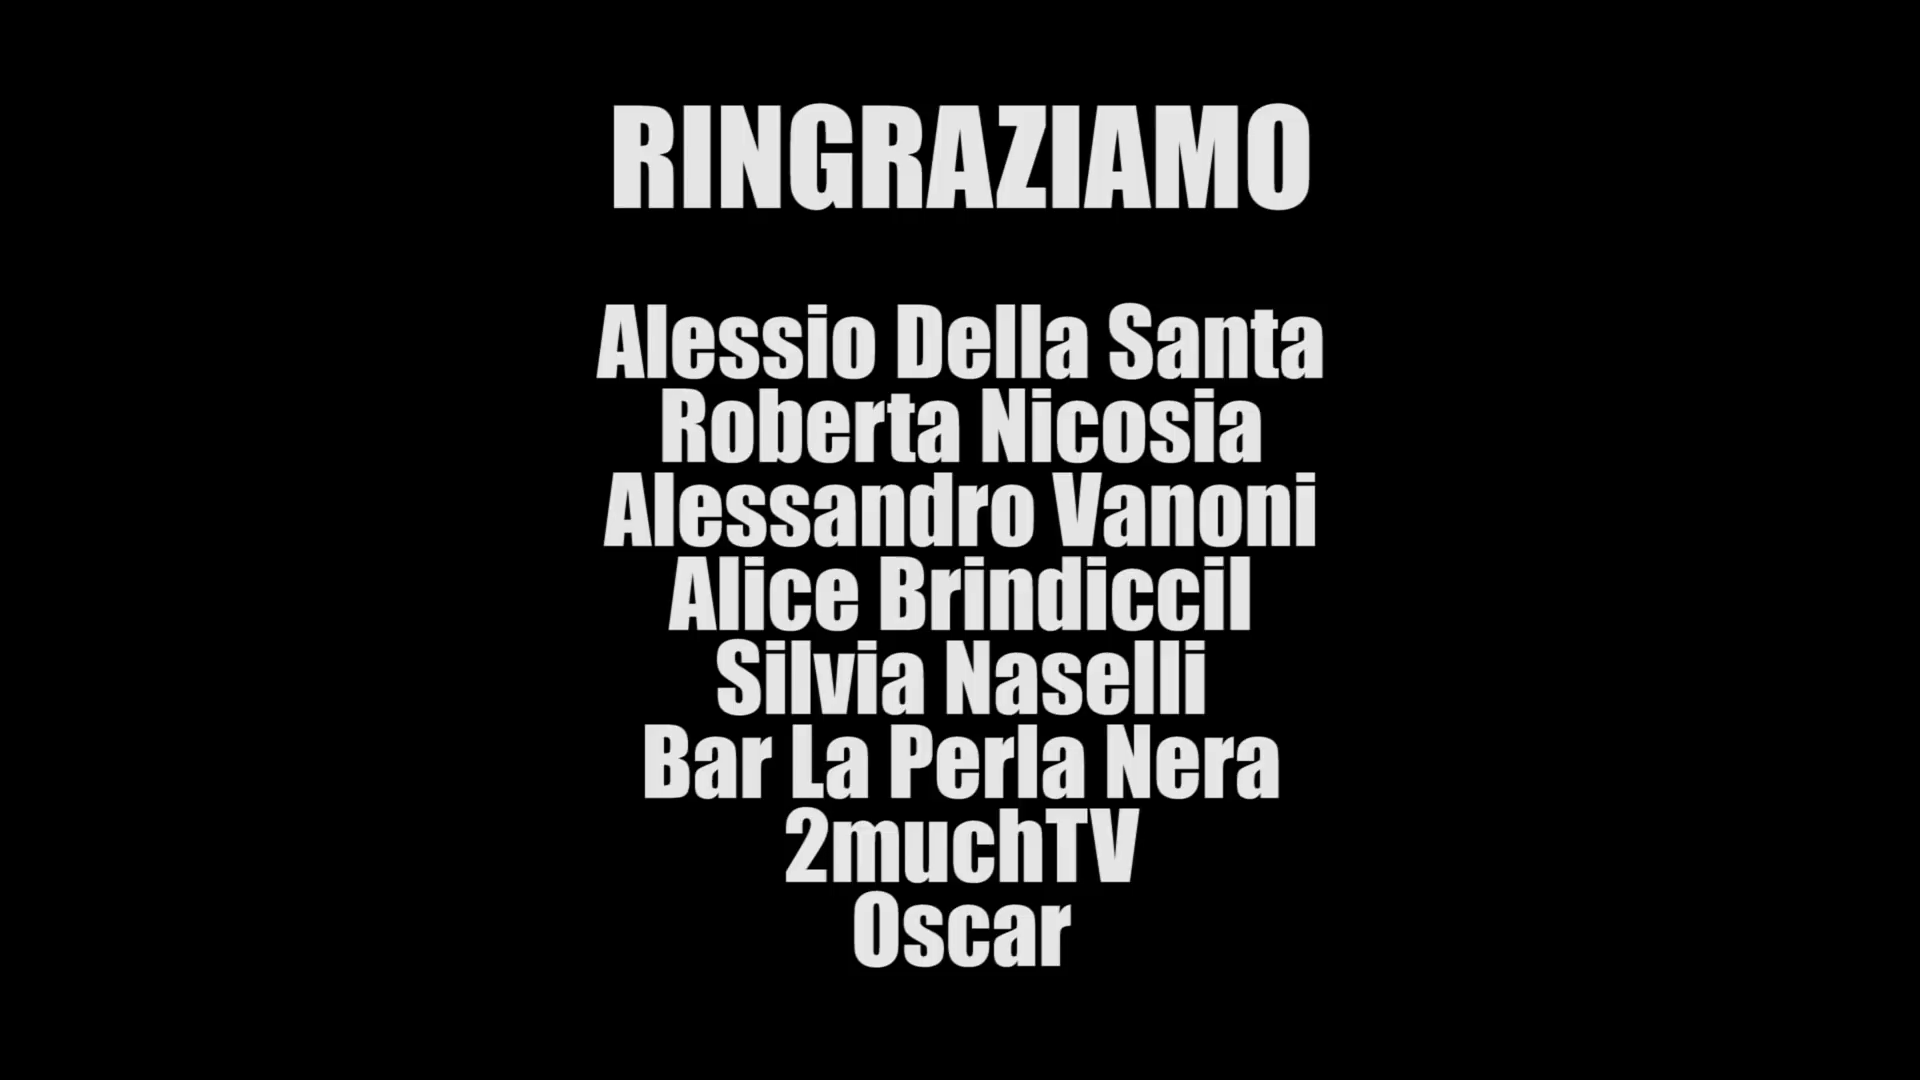 RINGRAZIAMO
Alessio Della Santa
Roberta Nicosia
Alessandro Vanoni
Alice Brindiccil
Silvia Naselli
Bar La Perla Nera
2muchTV
Oscar